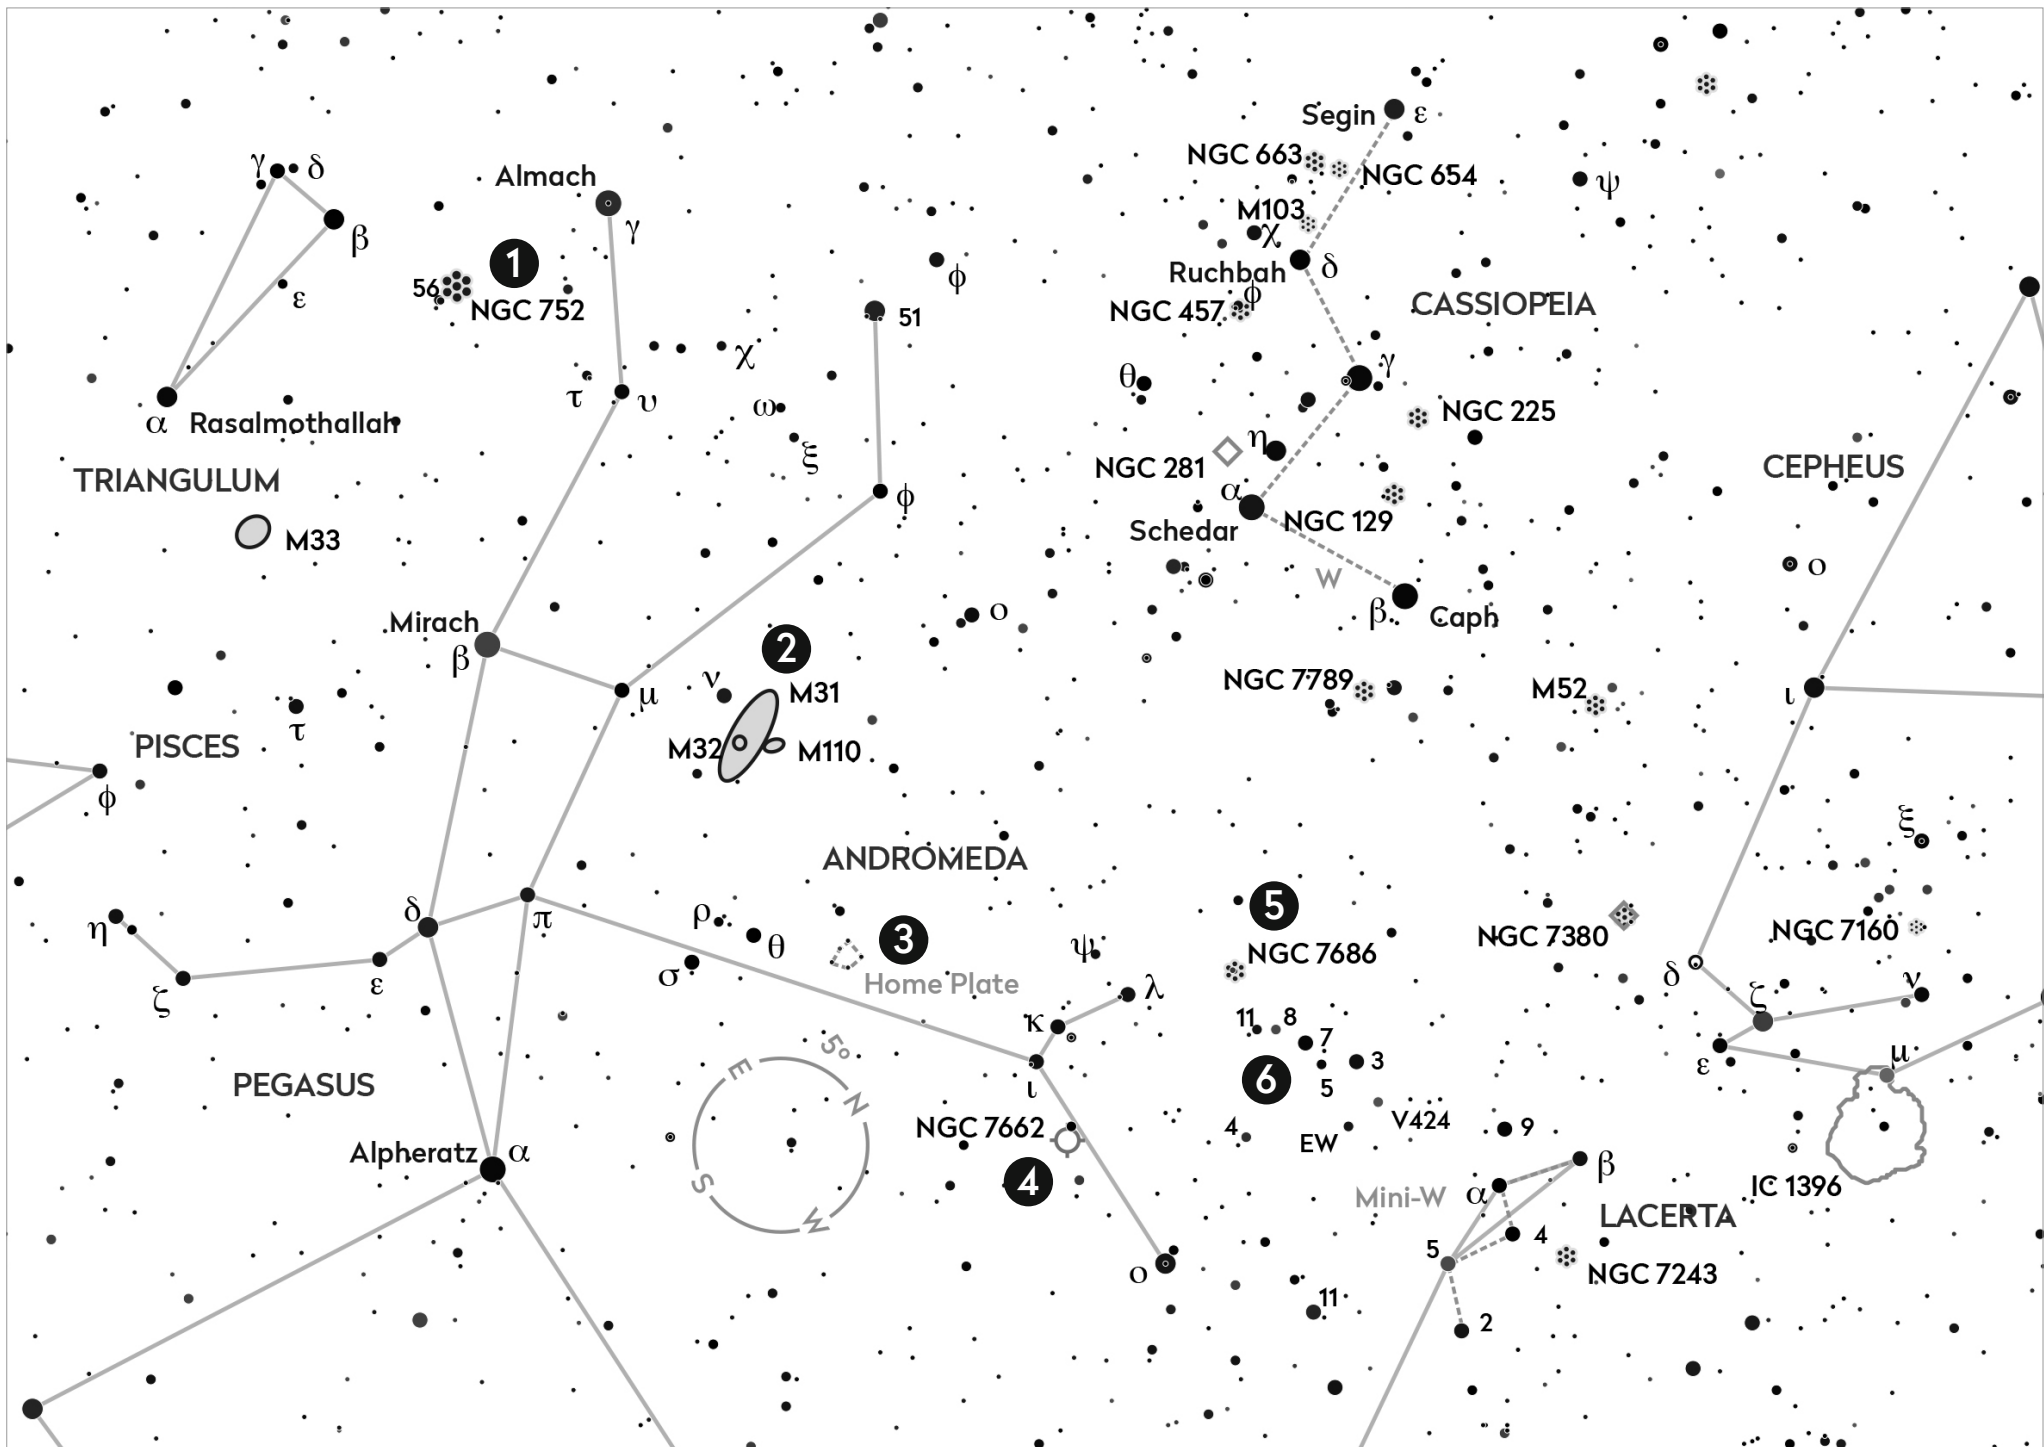 Segin ε
NGC 663
NGC 654
γ δ
Almach
ψ
M103
β
γ
χ
1
Ruchbah δ
φ
56
ε
NGC 752
NGC 457
φ
CASSIOPEIA
51
χ
γ
θ
τ
υ
ω
NGC 225
α Rasalmothallah
ξ
η
NGC 281
CEPHEUS
TRIANGULUM
α
φ
NGC 129
M33
Schedar
W
ο
β
Caph
Mirach
ο
2
β
ν
NGC 7789
M52
μ
M31
ι
τ
PISCES
M32
M110
φ
ξ
ANDROMEDA
δ
5
ρ
π
η
θ
3
ψ
NGC 7686
NGC 7380
NGC 7160
σ
Home Plate
δ
ε
ζ
λ
ν
ζ
κ
11
8
7
5°
E
N
3
ε
μ
PEGASUS
6
5
ι
V424
NGC 7662
4
EW
9
Alpheratz α
β
4
S
W
Mini-W
α
IC 1396
LACERTA
4
5
ο
NGC 7243
11
2